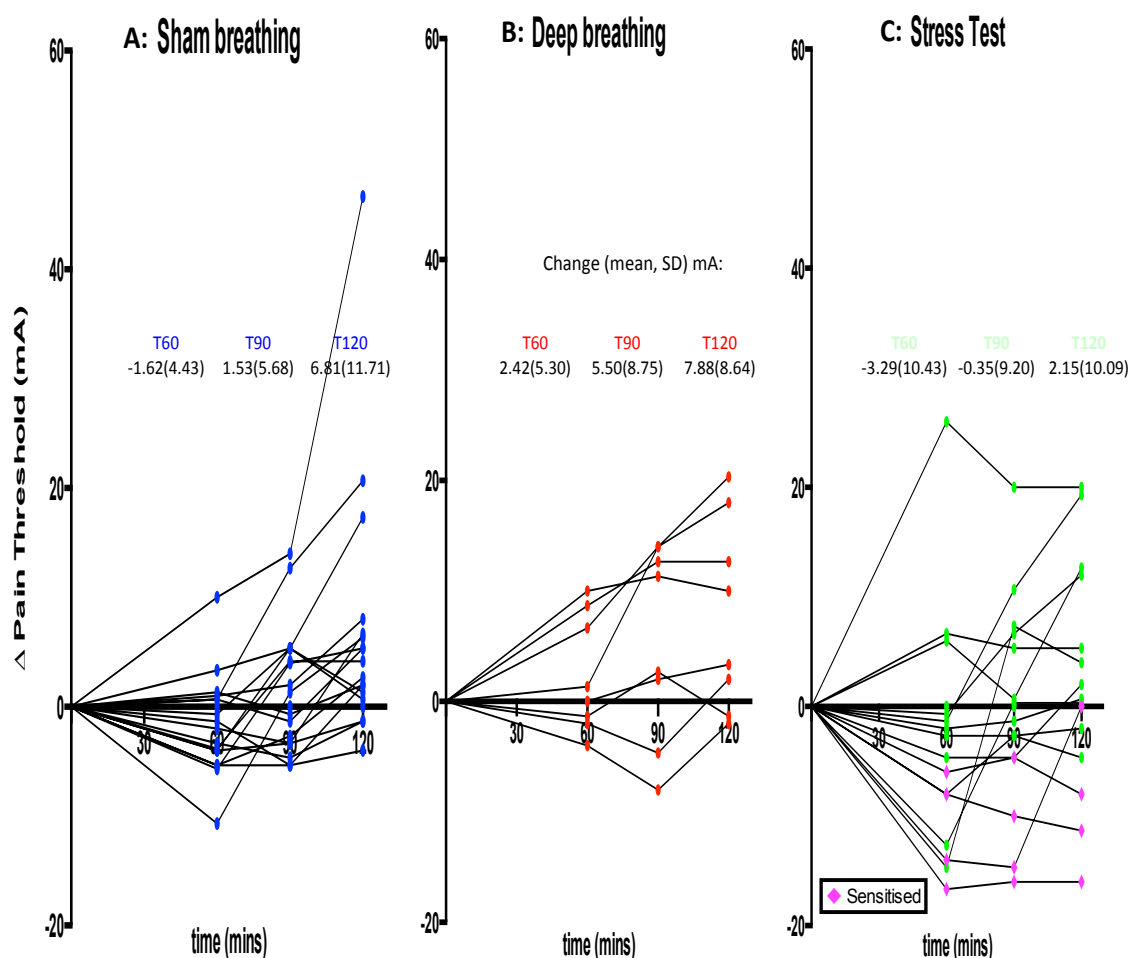 A: Sham breathing
B: Deep breathing
C: Stress Test
Δ Pain Threshold (mA)
60
40
20
0
-20
30
60
90
120
T60 T90 T120
-1.62(4.43) 1.53(5.68) 6.81(11.71)
time (mins)
60
40
20
0
-20
30
60
90
120
Change (mean, SD) mA:
T60 T90 T120
2.42(5.30) 5.50(8.75) 7.88(8.64)
time (mins)
60
40
20
0
-20
30
60
90
120
T60 T90 T120
-3.29(10.43) -0.35(9.20) 2.15(10.09)
Sensitised
time (mins)